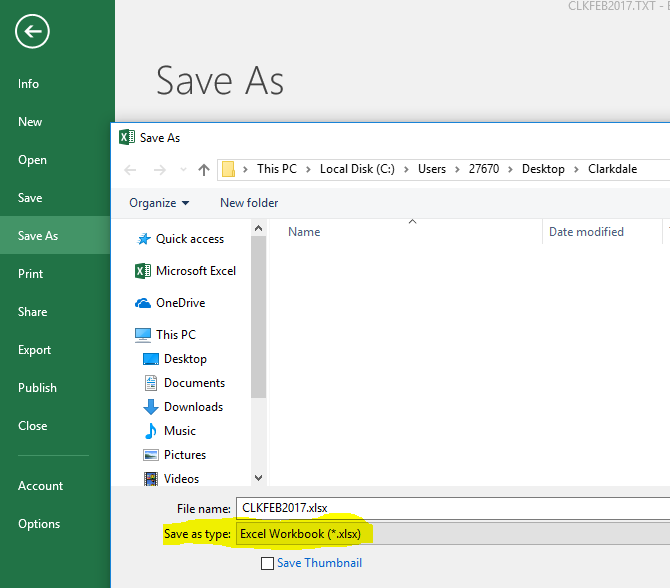 CLKFEB2017.TXT -
Save As
Info
New
Open
Save
Save As
Print
Share
Export
Publish
Close
Account
Options
Save As
This PC > Local Disk (C:) > Users > 27670 > Desktop > Clarkdale
Organize New folder
Name Date modified
Quick access
Microsoft Excel
OneDrive
This PC
Desktop
Documents
Downloads
Music
Pictures
Videos
File name: CLKFEB2017.xlsx
Save as type: Excel Workbook (*.xlsx)
Save Thumbnail